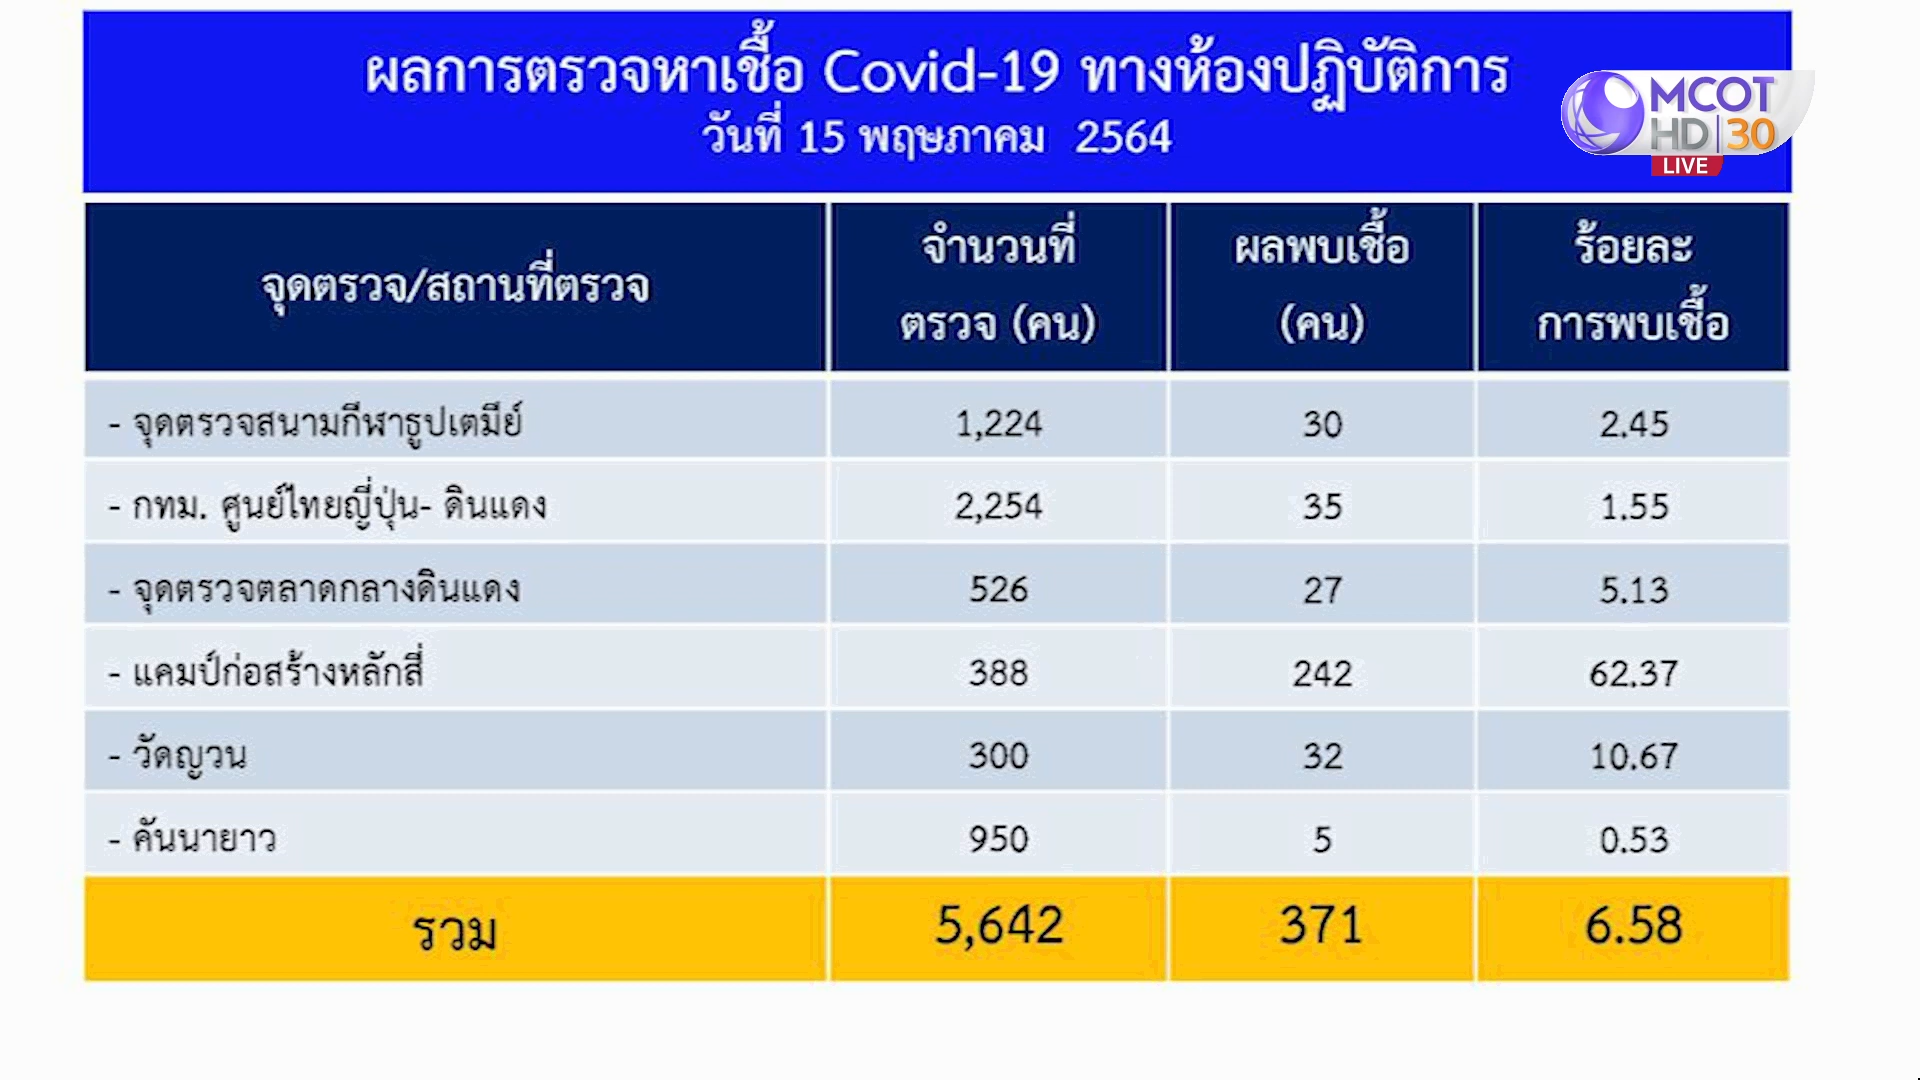 ผลการตรวจหาเชื้อ Covid-19 ทางห้องปฏิบัติการ
วันที่ 15 พฤษภาคม 2564
MCOT
HD|30
LIVE
จุดตรวจ/สถานที่ตรวจ
จำนวนที่
ตรวจ (คน)
ผลพบเชื้อ
(คน)
ร้อยละ
การพบเชื้อ
- จุดตรวจสนามกีฬาธูปเตมีย์ 1,224 30 2.45
- กทม. ศูนย์ไทยญี่ปุ่น- ดินแดง 2,254 35 1.55
- จุดตรวจตลาดกลางดินแดง 526 27 5.13
- แคมป์ก่อสร้างหลักสี่ 388 242 62.37
- วัดญวน 300 32 10.67
- คันนายาว 950 5 0.53
รวม 5,642 371 6.58